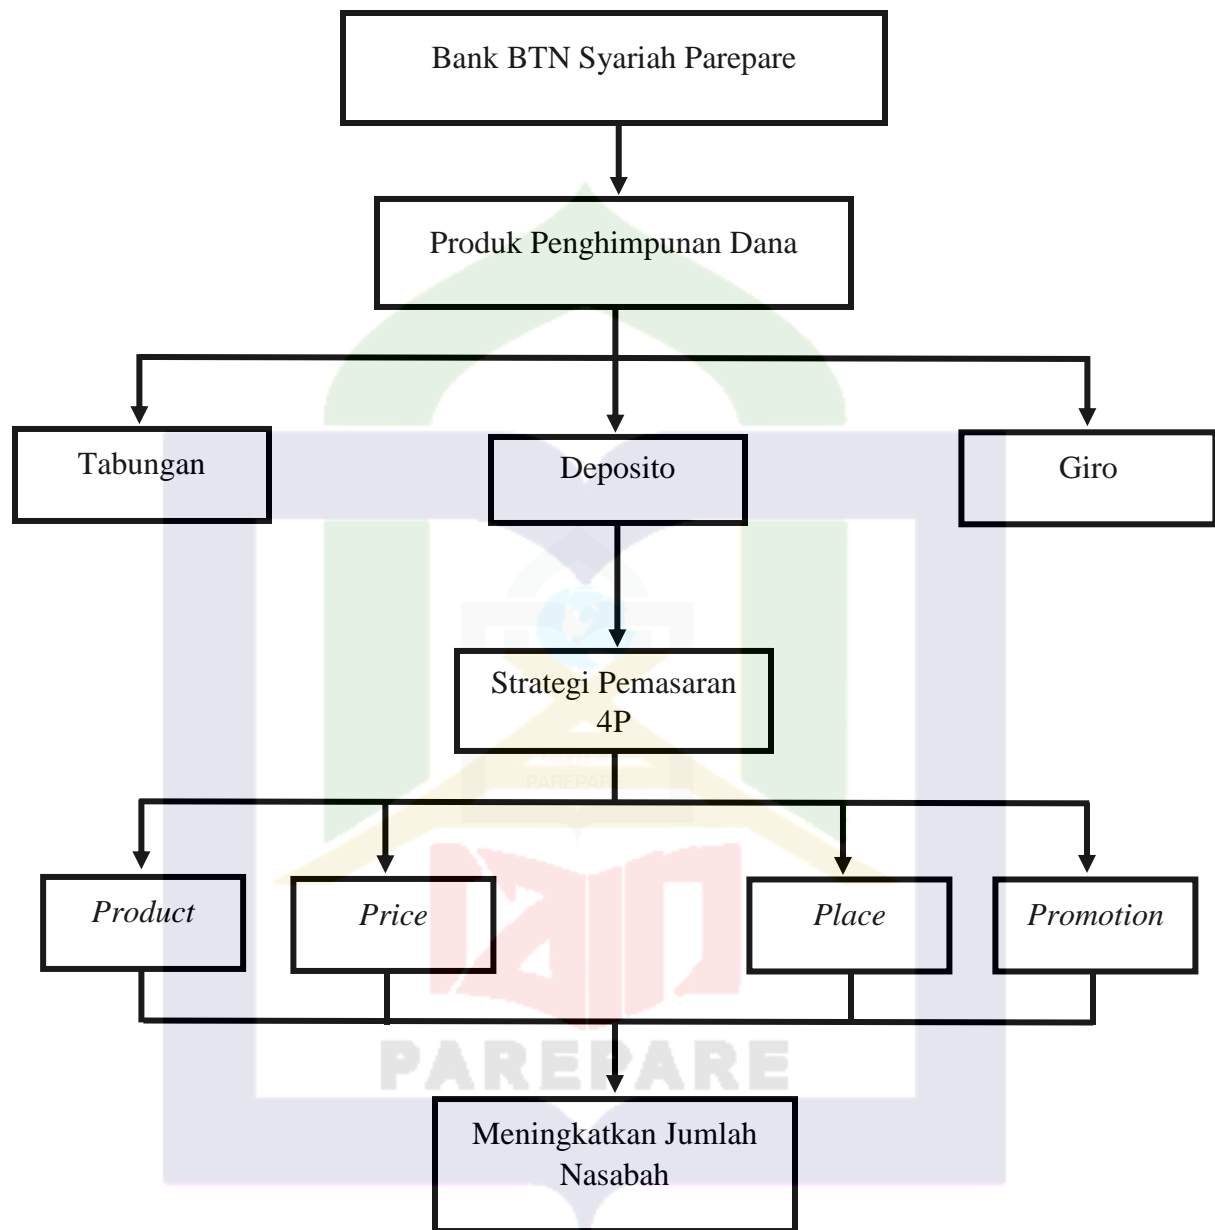 Bank BTN Syariah Parepare
Produk Penghimpunan Dana
Tabungan
Deposito
Giro
Strategi Pemasaran
4P
PAREPARE
Product
Price
Place
Promotion
PAREPARE
Meningkatkan Jumlah
Nasabah